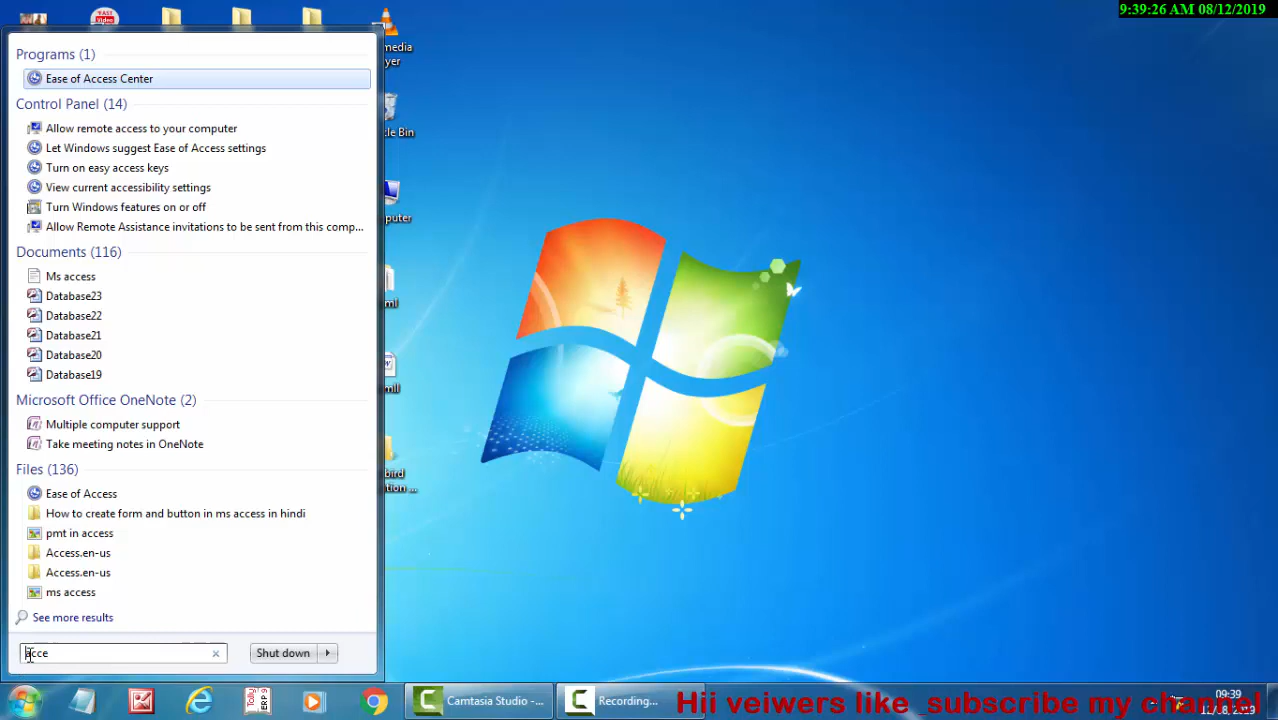 9:39:26 AM 08/12/2019
FAST
Video
Programs (1)
Ease of Access Center
Control Panel (14)
Allow remote access to your computer
Let Windows suggest Ease of Access settings
Turn on easy access keys
View current accessibility settings
Turn Windows features on or off
Allow Remote Assistance invitations to be sent from this comp...
Documents (116)
Ms access
Database23
Database22
Database21
Database20
Database19
Microsoft Office OneNote (2)
Multiple computer support
Take meeting notes in OneNote
Files (136)
Ease of Access
How to create form and button in ms access in hindi
pmt in access
Access.en-us
Access.en-us
ms access
See more results
acce
Shut down
media
yer
cle Bin
puter
ml
mll
bird
tion ...
Camtasia Studio -...
Recording...
Hii veiwers like subscribe my channel
09:39